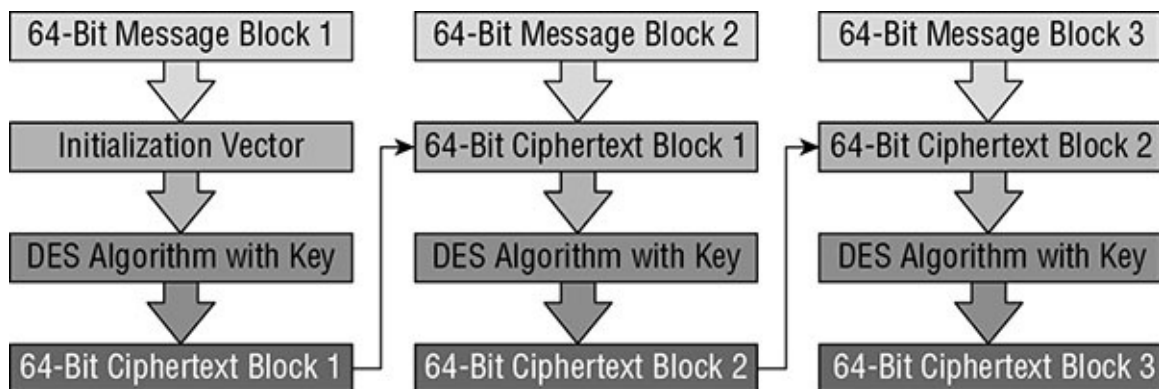 64-Bit Message Block 1
64-Bit Message Block 2
64-Bit Message Block 3
Initialization Vector
64-Bit Ciphertext Block 1
64-Bit Ciphertext Block 2
DES Algorithm with Key
DES Algorithm with Key
DES Algorithm with Key
64-Bit Ciphertext Block 1
64-Bit Ciphertext Block 2
64-Bit Ciphertext Block 3